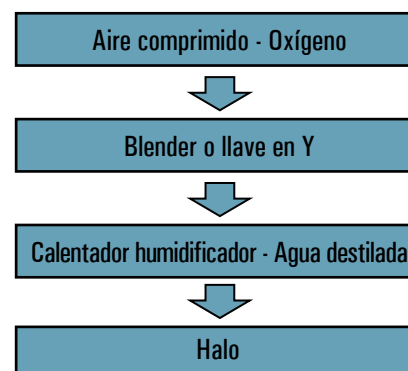 Aire comprimido - Oxígeno
Blender o llave en Y
Calentador humidificador - Agua destilada
Halo